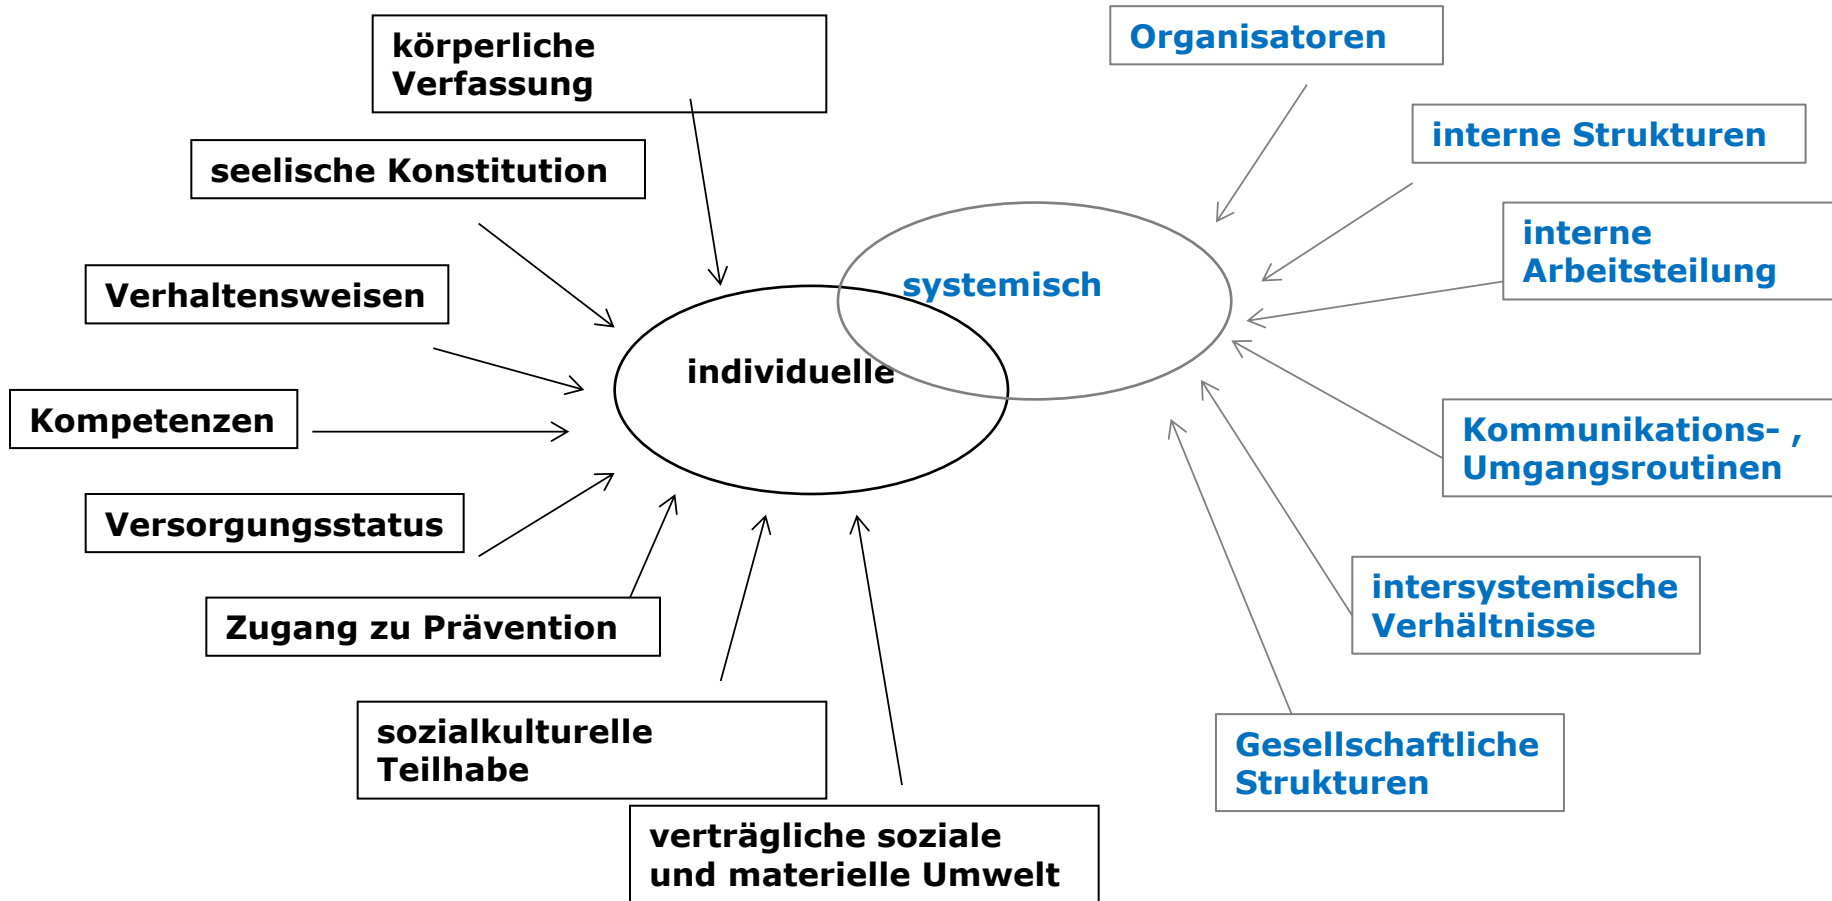 körperliche
Verfassung
seelische Konstitution
Verhaltensweisen
Kompetenzen
Versorgungsstatus
Zugang zu Prävention
sozialkulturelle
Teilhabe
verträgliche soziale
und materielle Umwelt
individuelle
systemisch
Organisatoren
interne Strukturen
interne
Arbeitsteilung
Kommunikations- ,
Umgangsroutinen
intersystemische
Verhältnisse
Gesellschaftliche
Strukturen